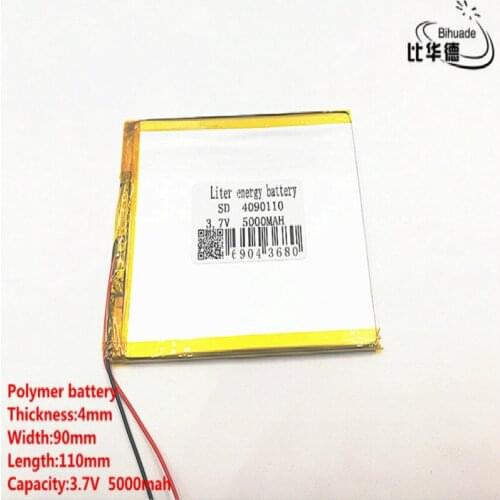 Bihuade
比华德
Liter energy battery
SD 4090110
3.7V 5000MAH
69043680
Polymer battery
Thickness:4mm
Width:90mm
Length:110mm
Capacity:3.7V 5000mah